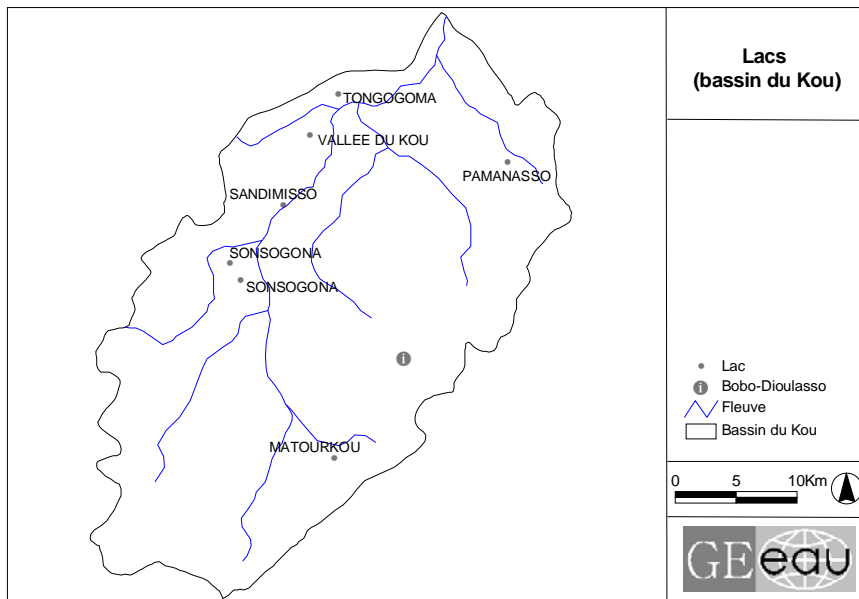 Lacs
(bassin du Kou)
TONGOGOMA
VALLEE DU KOU
PAMANASSO
SANDIMISSO
SONSOGONA
SONSOGONA
MATOURKOU
i
Lac
i
Bobo-Dioulasso
Fleuve
Bassin du Kou
0 5 10Km
GEeau